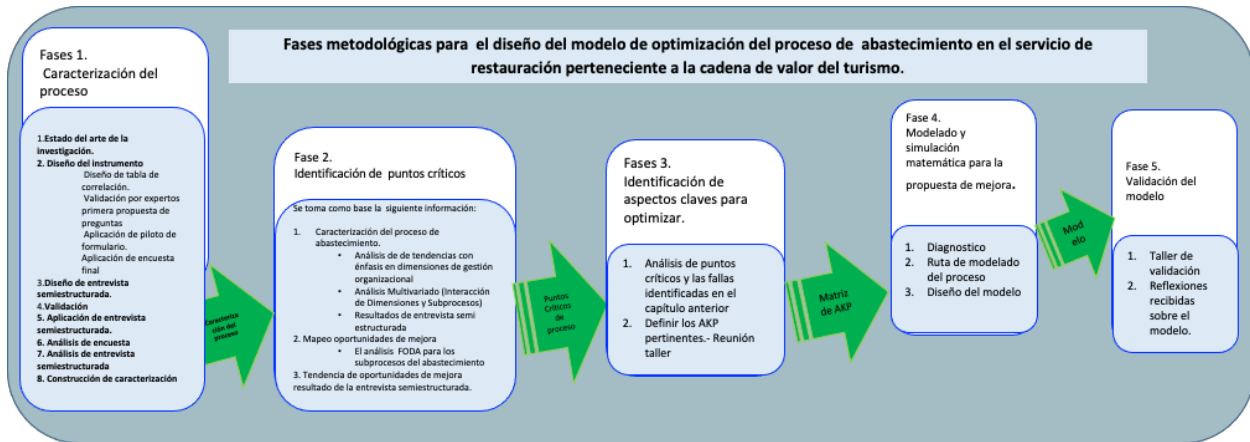 Fases metodológicas para el diseño del modelo de optimización del proceso de abastecimiento en el servicio de
restauración perteneciente a la cadena de valor del turismo.
Fases 1.
Caracterización del
proceso
1.Estado del arte de la
investigación.
2. Diseño del instrumento
Diseño de tabla de
correlación.
Validación por expertos
primera propuesta de
preguntas
Aplicación de piloto de
formulario.
Aplicación de encuesta
final
3.Diseño de entrevista
semiestructurada.
4.Validación
5. Aplicación de entrevista
semiestructurada.
6. Análisis de encuesta
7. Análisis de entrevista
semiestructurada
8. Construcción de caracterización
Caracteriza
ción del
proceso
Fase 2.
Identificación de puntos críticos
Se toma como base la siguiente información:
1. Caracterización del proceso de
abastecimiento.
• Análisis de de tendencias con
énfasis en dimensiones de gestión
organizacional
• Análisis Multivariado (Interacción
de Dimensiones y Subprocesos)
• Resultados de entrevista semi
estructurada
2. Mapeo oportunidades de mejora
• El análisis FODA para los
subprocesos del abastecimiento
3. Tendencia de oportunidades de mejora
resultado de la entrevista semiestructurada.
Puntos
Críticos
de
proceso
Fases 3.
Identificación de
aspectos claves para
optimizar.
1. Análisis de puntos
críticos y las fallas
identificadas en el
capítulo anterior
2. Definir los AKP
pertinentes.- Reunión
taller
Matriz
de AKP
Fase 4.
Modelado y
simulación
matemática para la
propuesta de mejora.
1. Diagnostico
2. Ruta de modelado
del proceso
3. Diseño del modelo
Mod
elo
Fase 5.
Validación del
modelo
1. Taller de
validación
2. Reflexiones
recibidas
sobre el
modelo.